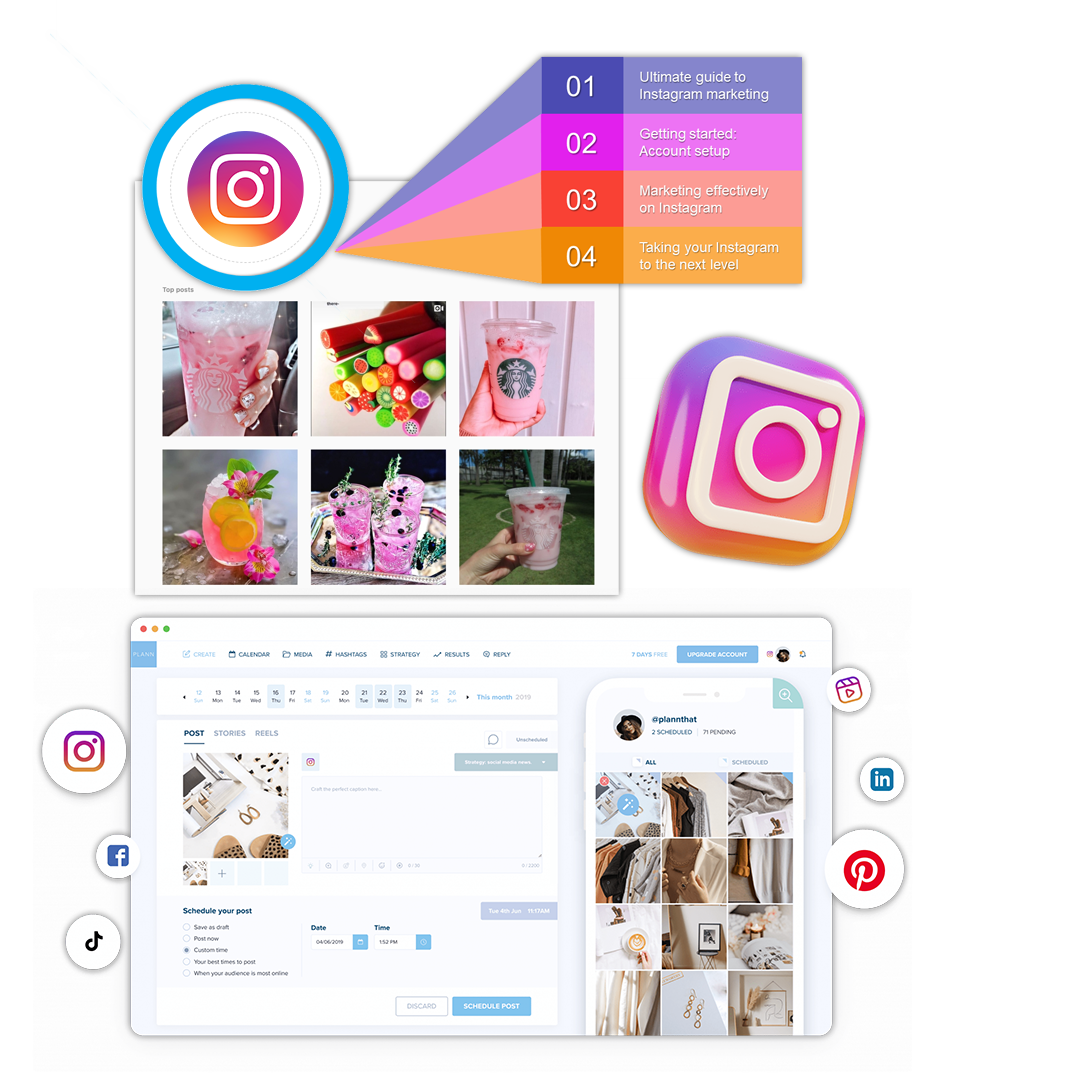 01
Ultimate guide to
Instagram marketing
02
Getting started:
Account setup
03
Marketing effectively
on Instagram
04
Taking your Instagram
to the next level
Top posts
there-
PLANN
CREATE CALENDAR MEDIA HASHTAGS STRATEGY RESULTS REPLY
7 DAYS FREE UPGRADE ACCOUNT
12 13 14 15 16 17 18 19 20 21 22 23 24 25 26
Sun Mon Tue Wed Thu Fri Sat Sun Mon Tue Wed Thu Fri Sat Sun
This month 2019
POST STORIES REELS
Unscheduled
Strategy: social media news.
Craft the perfect caption here...
0 / 30
0 / 2200
Schedule your post
Save as draft
Post now
Custom time
Your best times to post
When your audience is most online
Tue 4th Jun 11:17AM
Date Time
04/06/2019 1:52 PM
DISCARD SCHEDULE POST
@plannthat
2 SCHEDULED 71 PENDING
ALL SCHEDULED
in